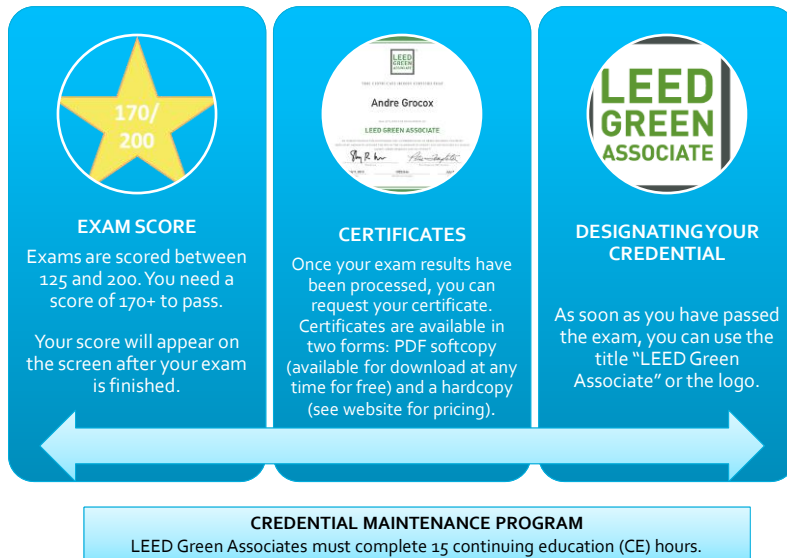 170/
200
EXAM SCORE
Exams are scored between
125 and 200. You need a
score of 170+ to pass.
Your score will appear on
the screen after your exam
is finished.
LEED
GREEN
ASSOCIATE
Andre Grocox
LEED GREEN ASSOCIATE
CERTIFICATES
Once your exam results have
been processed, you can
request your certificate.
Certificates are available in
two forms: PDF softcopy
(available for download at any
time for free) and a hardcopy
(see website for pricing).
LEED
GREEN
ASSOCIATE
DESIGNATING YOUR
CREDENTIAL
As soon as you have passed
the exam, you can use the
title “LEED Green
Associate” or the logo.
CREDENTIAL MAINTENANCE PROGRAM
LEED Green Associates must complete 15 continuing education (CE) hours.